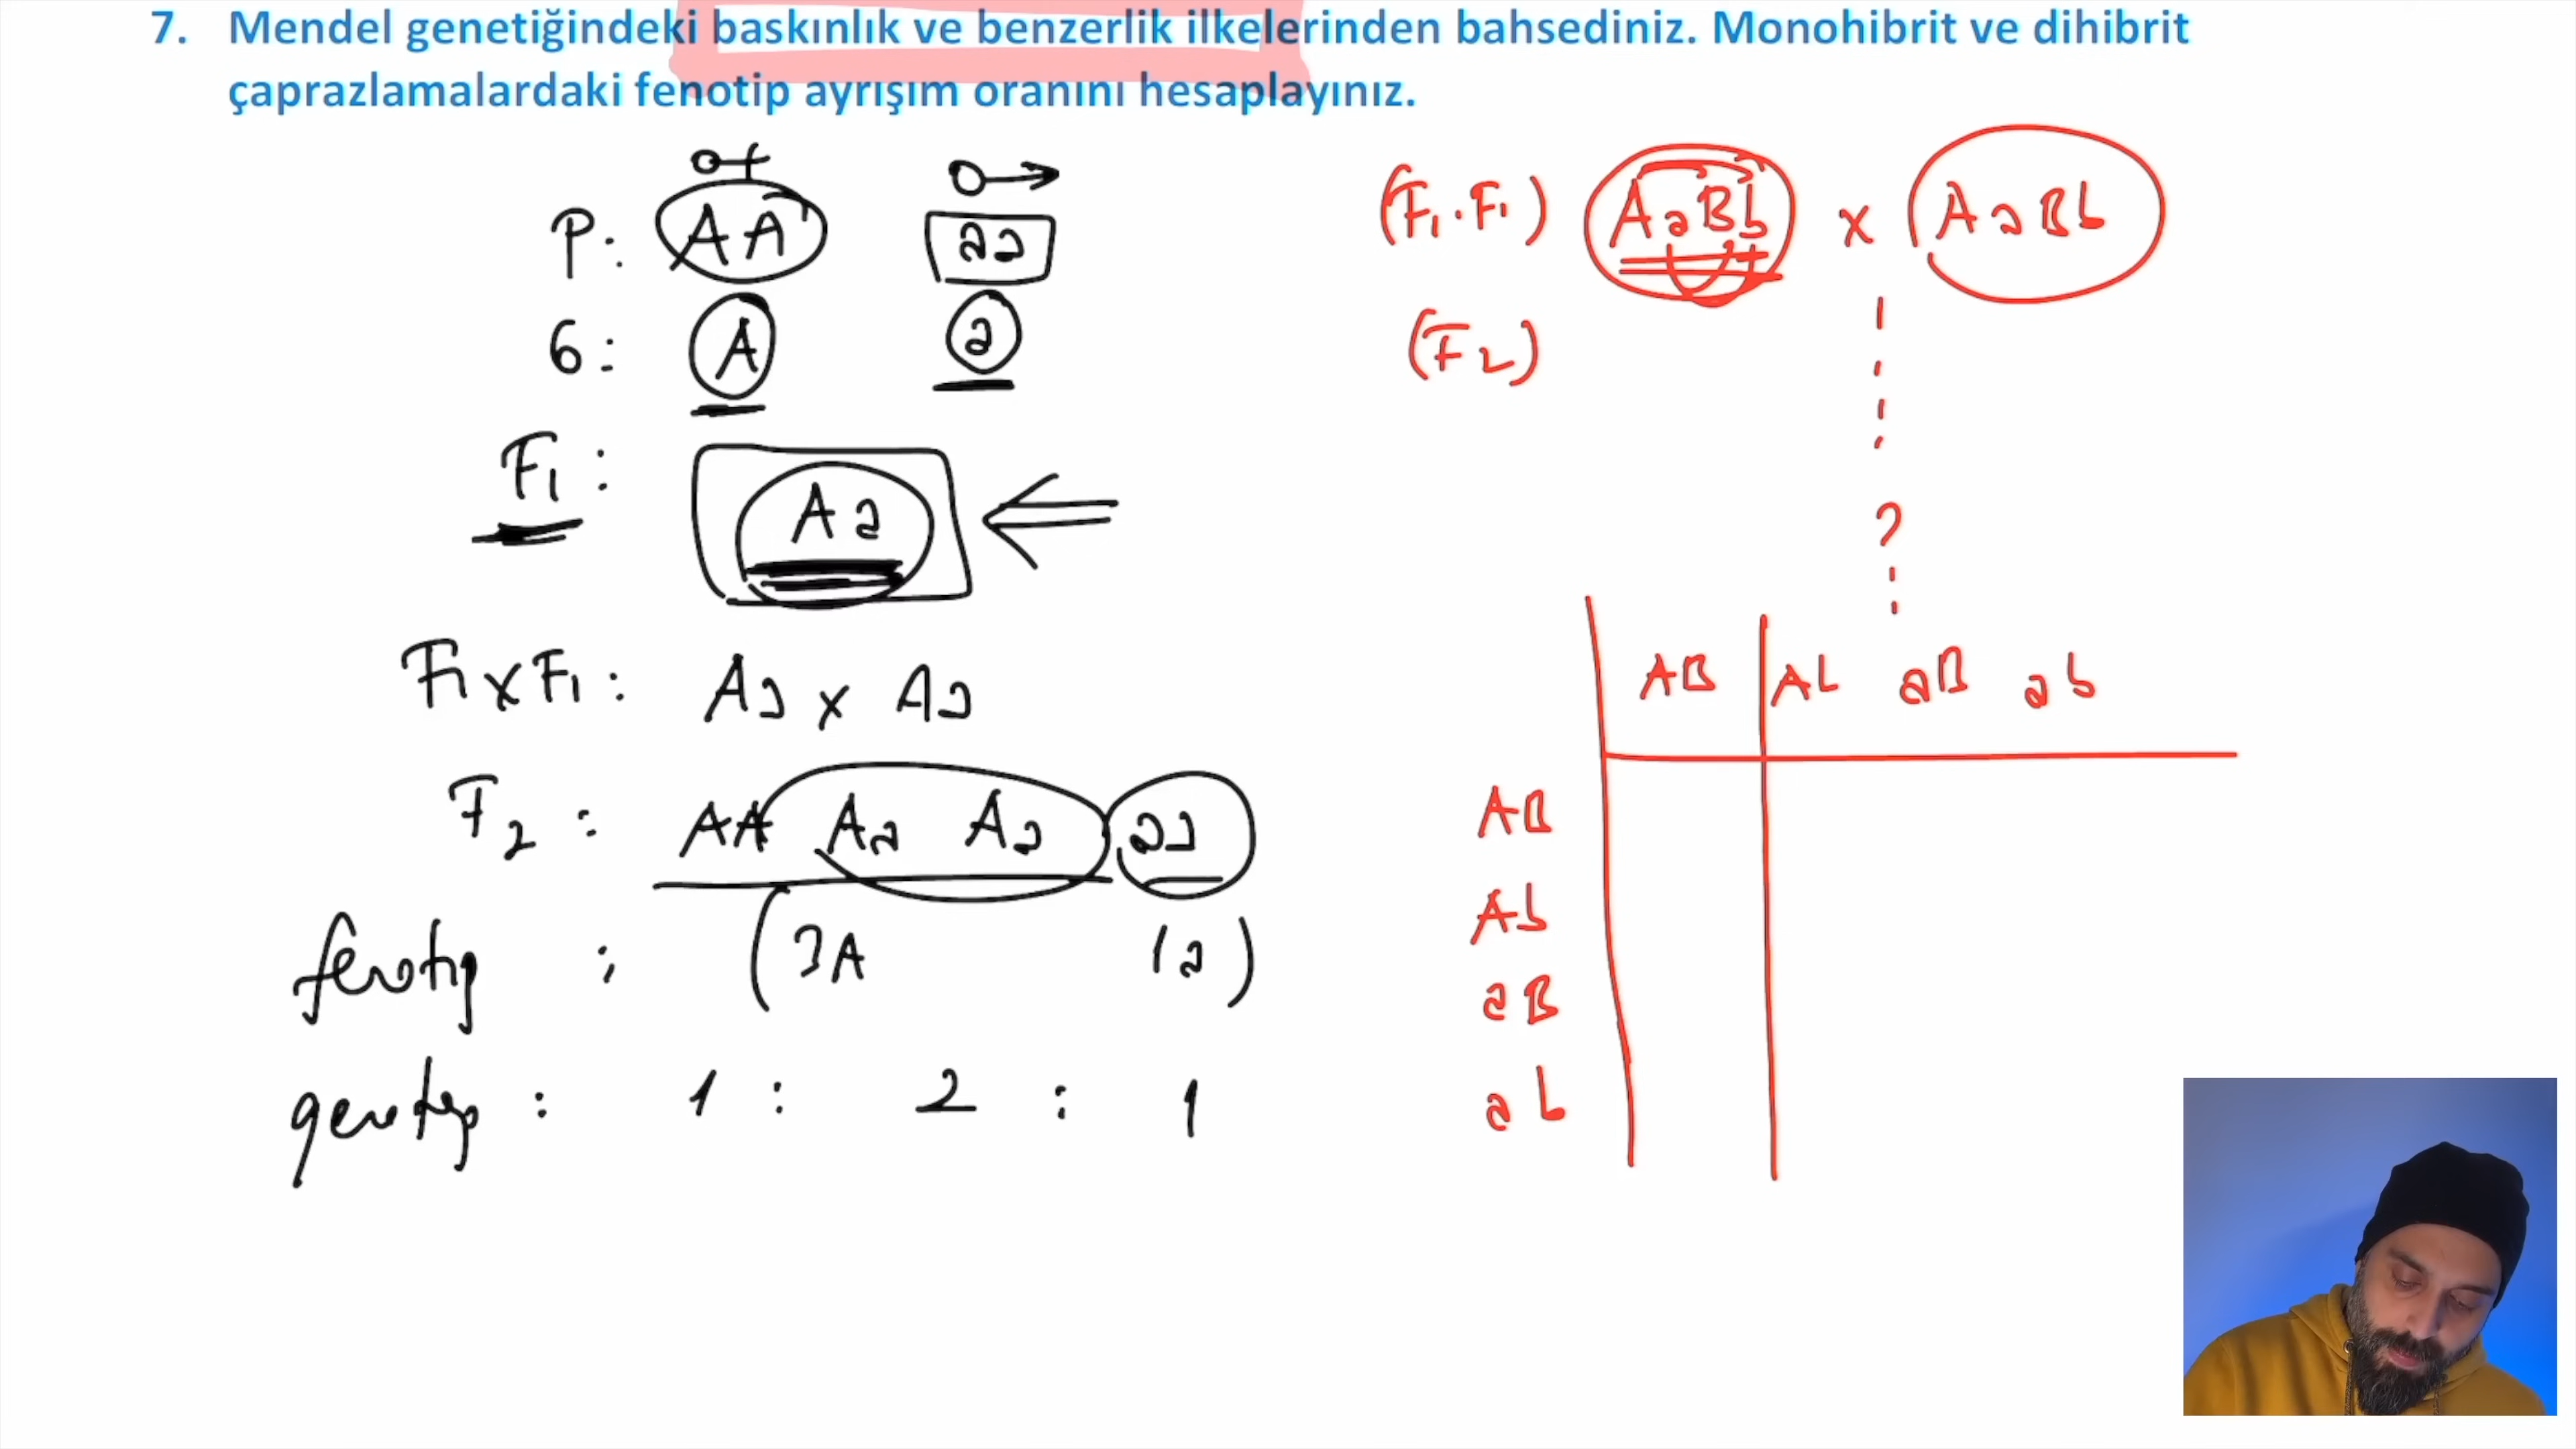 7. Mendel genetiğindeki baskınlık ve benzerlik ilkelerinden bahsediniz. Monohibrit ve dihibrit
çaprazlamalardaki fenotip ayrışım oranını hesaplayınız.
P: AA aa
G: A a
F1 : Aa
F1 x F1 : Aa x Aa
F2 : AA Aa Aa aa
fenotip : (3A 1a)
genotip : 1 : 2 : 1
(F1.F1) AaBb x AaBb
(F2)
?
AB Ab aB ab
AB
Ab
aB
ab